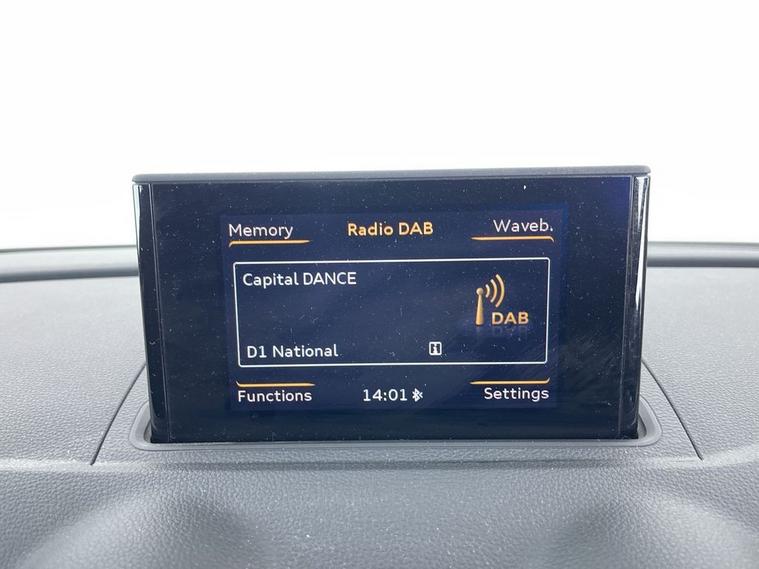 Memory
Radio DAB
Waveb.
Capital DANCE
DAB
D1 National
i
Functions
14:01
Settings